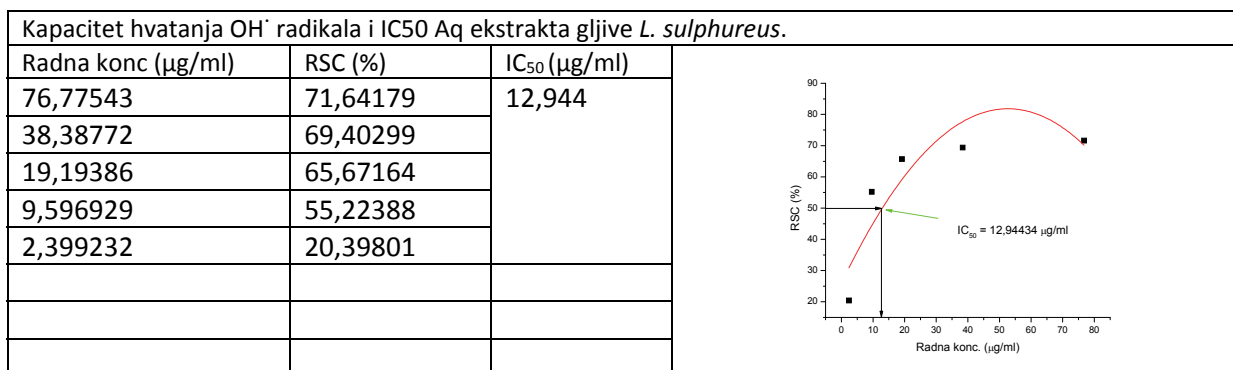 Kapacitet hvatanja OH˙ radikala i IC50 Aq ekstrakta gljive L. sulphureus.
Radna konc (µg/ml) RSC (%) IC₅₀ (µg/ml)
76,77543 71,64179 12,944
38,38772 69,40299
19,19386 65,67164
9,596929 55,22388
2,399232 20,39801
90
80
70
60
50
40
30
20
RSC (%)
IC₅₀ = 12,94434 µg/ml
0 10 20 30 40 50 60 70 80
Radna konc. (µg/ml)